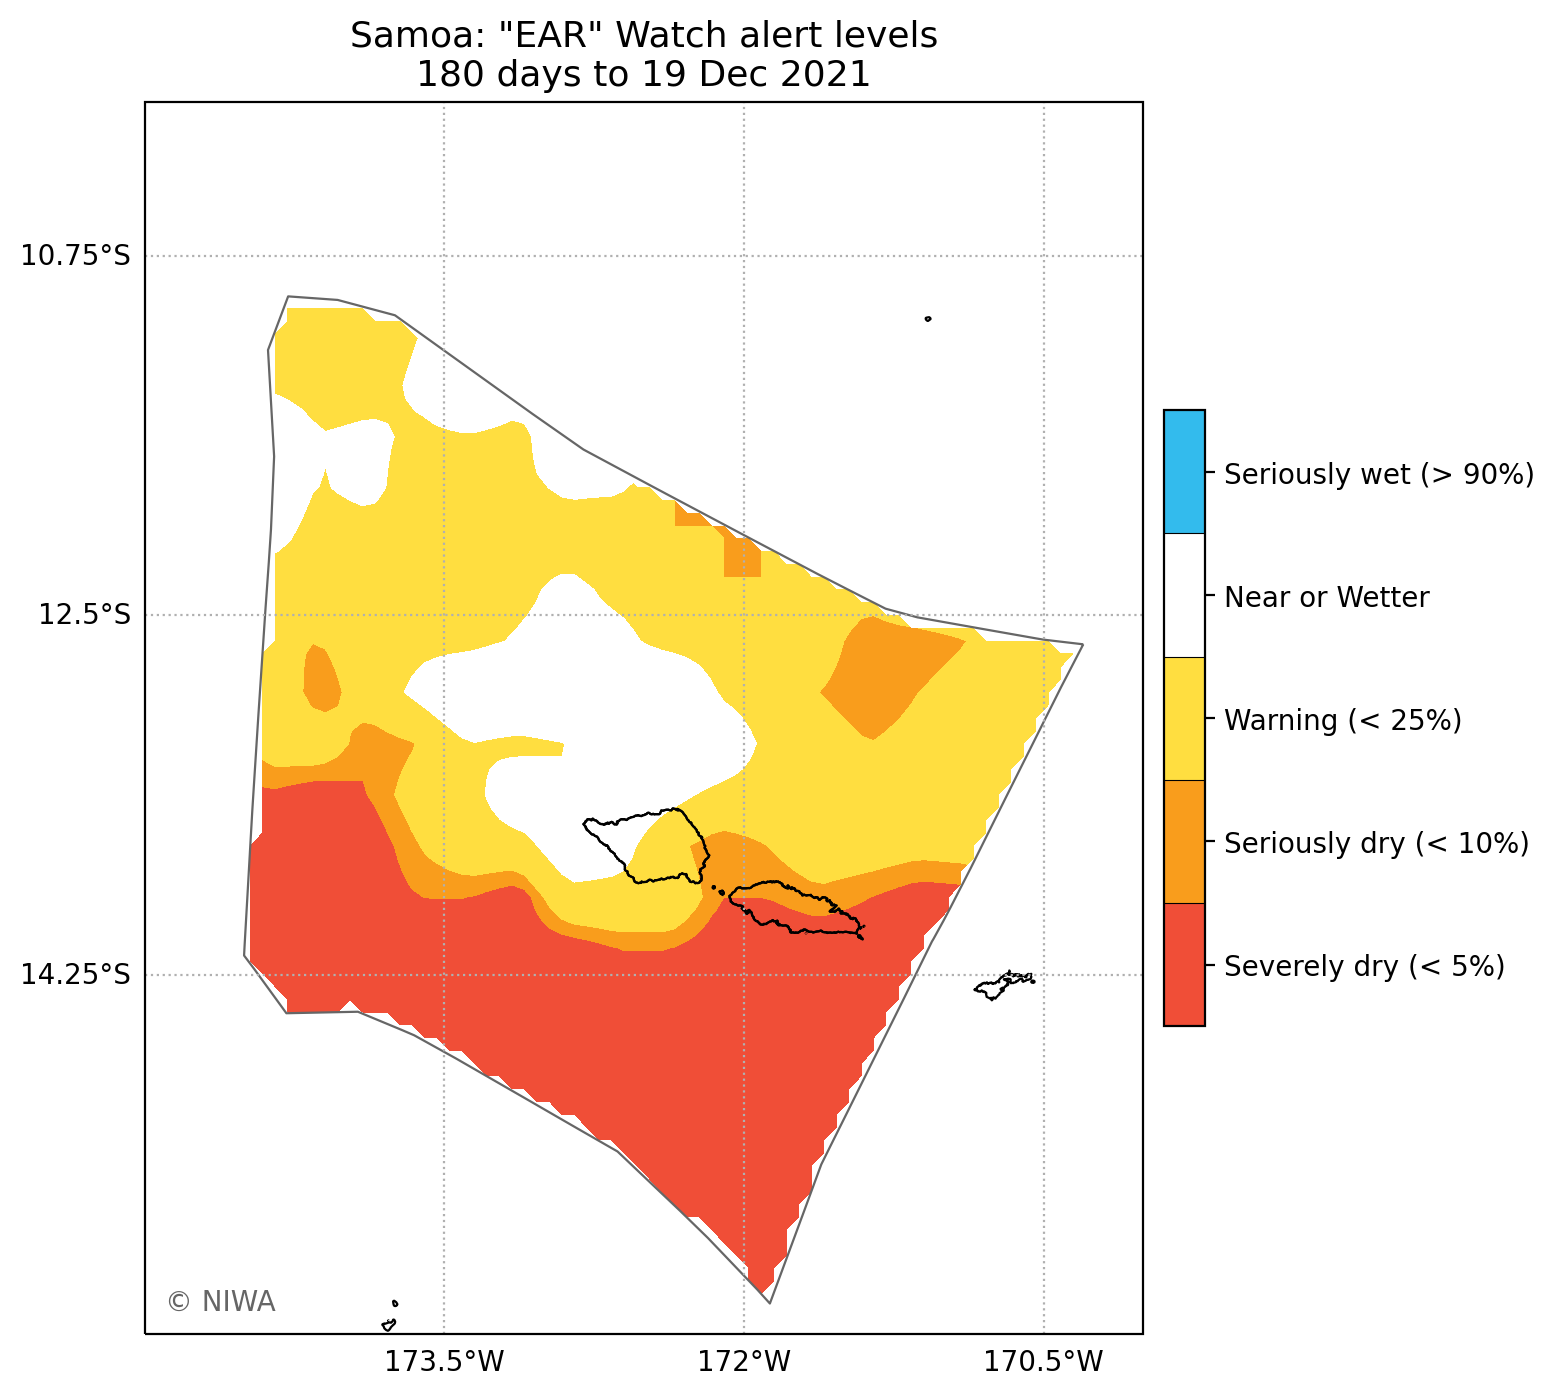 Samoa: "EAR" Watch alert levels
180 days to 19 Dec 2021
10.75°S
12.5°S
14.25°S
173.5°W
172°W
170.5°W
Seriously wet (> 90%)
Near or Wetter
Warning (< 25%)
Seriously dry (< 10%)
Severely dry (< 5%)
© NIWA